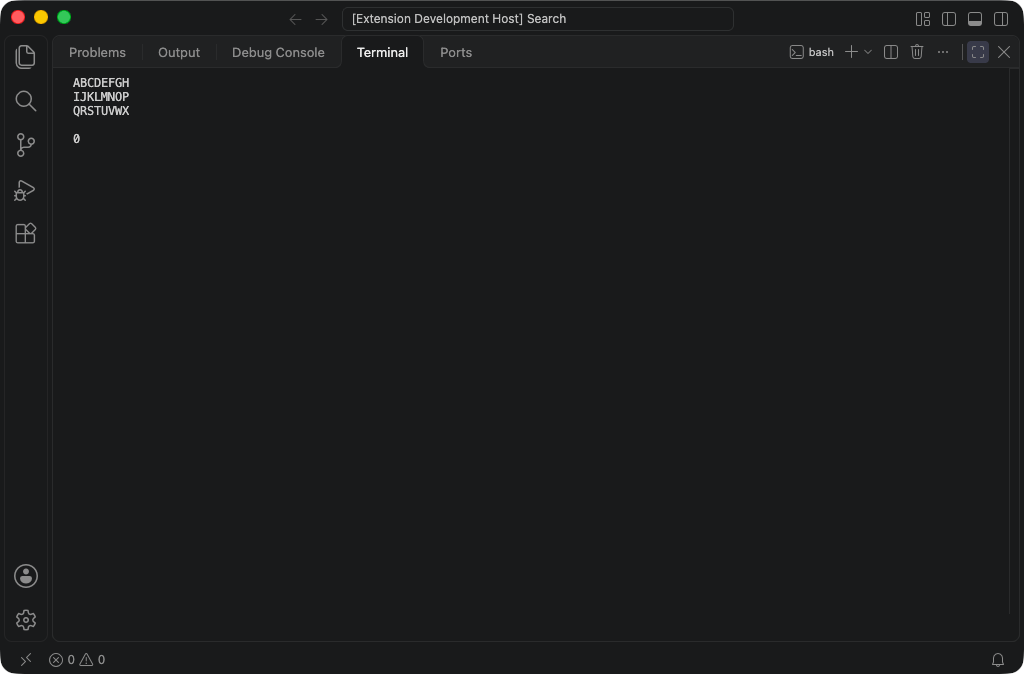 [Extension Development Host] Search
Problems Output Debug Console Terminal Ports bash
ABCDEFGH
IJKLMNOP
QRSTUVWX
0
0 0